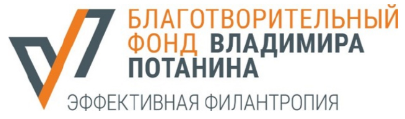 БЛАГОТВОРИТЕЛЬНЫЙ
ФОНД ВЛАДИМИРА
ПОТАНИНА
ЭФФЕКТИВНАЯ ФИЛАНТРОПИЯ